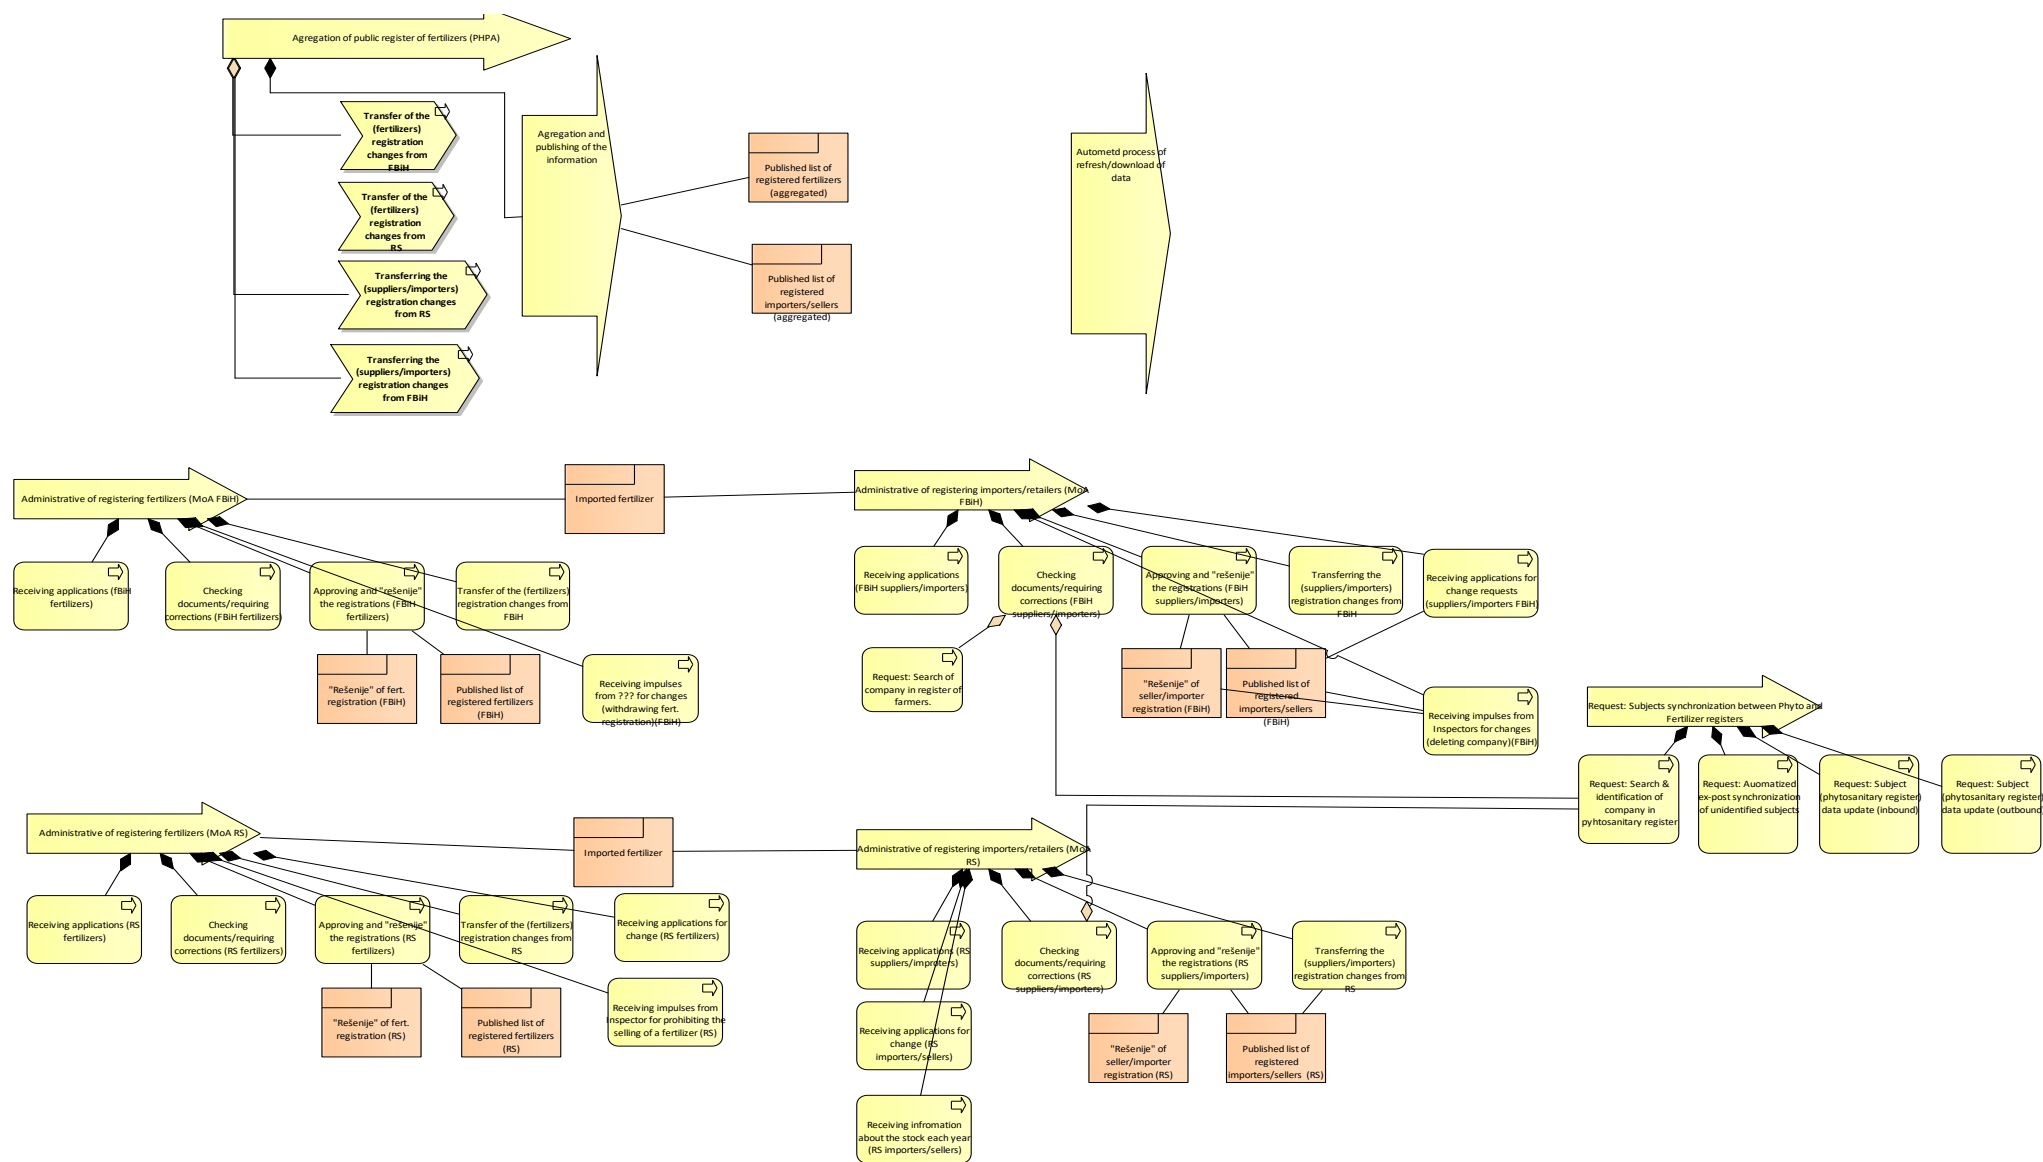 Agregation of public register of fertilizers (PHPA)
Transfer of the
(fertilizers)
registration
changes from
FBiH
Transfer of the
(fertilizers)
registration
changes from
RS
Transferring the
(suppliers/importers)
registration changes
from RS
Transferring the
(suppliers/importers)
registration changes
from FBiH
Agregation and
publishing of the
information
Published list of
registered fertilizers
(aggregated)
Published list of
registered
importers/sellers
(aggregated)
Autometd process of
refresh/download of
data
Administrative of registering fertilizers (MoA FBiH)
Imported fertilizer
Administrative of registering importers/retailers (MoA
FBiH)
Receiving applications (fBiH
fertilizers)
Checking
documents/requiring
corrections (FBiH fertilizers)
Approving and "rešenije"
the registrations (FBiH
fertilizers)
Transfer of the (fertilizers)
registration changes from
FBiH
"Rešenije" of fert.
registration (FBiH)
Published list of
registered fertilizers
(FBiH)
Receiving impulses
from ??? for changes
(withdrawing fert.
registration)(FBiH)
Receiving applications
(FBiH suppliers/importers)
Checking
documents/requiring
corrections (FBiH
suppliers/importers)
Approving and "rešenije"
the registrations (FBiH
suppliers/importers)
Transferring the
(suppliers/importers)
registration changes from
FBiH
Receiving applications for
change requests
(suppliers/importers FBiH)
Request: Search of
company in register of
farmers.
"Rešenije" of
seller/importer
registration (FBiH)
Published list of
registered
importers/sellers
(FBiH)
Receiving impulses from
Inspectors for changes
(deleting company)(FBiH)
Request: Subjects synchronization between Phyto and
Fertilizer registers
Request: Search &
identification of
company in
pyhtosanitary register
Request: Auomatized
ex-post synchronization
of unidentified subjects
Request: Subject
(phytosanitary register)
data update (inbound)
Request: Subject
(phytosanitary register)
data update (outbound)
Administrative of registering fertilizers (MoA RS)
Imported fertilizer
Administrative of registering importers/retailers (MoA
RS)
Receiving applications (RS
fertilizers)
Checking
documents/requiring
corrections (RS fertilizers)
Approving and "rešenije"
the registrations (RS
fertilizers)
Transfer of the (fertilizers)
registration changes from
RS
Receiving applications for
change (RS fertilizers)
"Rešenije" of fert.
registration (RS)
Published list of
registered fertilizers
(RS)
Receiving impulses from
Inspector for prohibiting the
selling of a fertilizer (RS)
Receiving applications (RS
suppliers/improters)
Checking
documents/requiring
corrections (RS
suppliers/importers)
Approving and "rešenije"
the registrations (RS
suppliers/importers)
Transferring the
(suppliers/importers)
registration changes from
RS
Receiving applications for
change (RS
importers/sellers)
"Rešenije" of
seller/importer
registration (RS)
Published list of
registered
importers/sellers (RS)
Receiving infromation
about the stock each year
(RS importers/sellers)